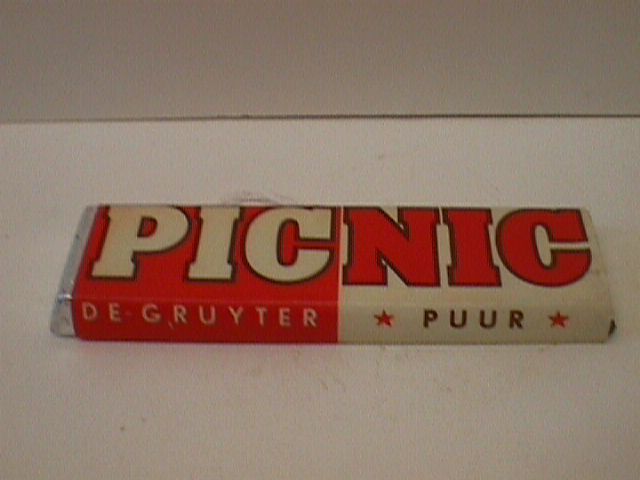 PICNIC
DE GRUYTER ★ PUUR ★